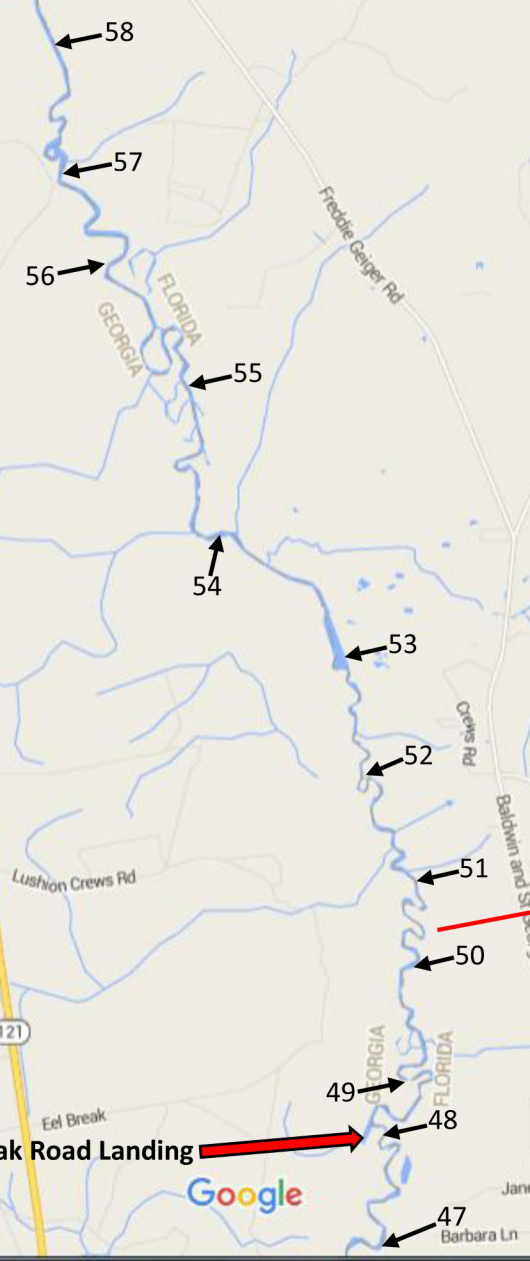 58
57
Freddie Geiger Rd
56
FLORIDA
GEORGIA
55
54
53
Crews Rd
52
Baldwin and St
51
Lushion Crews Rd
50
121
GEORGIA
FLORIDA
49
Eel Break
48
ak Road Landing
Google
Jane
47
Barbara Ln